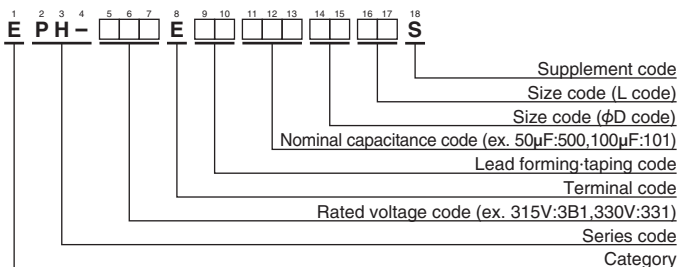 1 2 3 4 5 6 7 8 9 10 11 12 13 14 15 16 17 18
E P H – E S
Supplement code
Size code (L code)
Size code (ϕD code)
Nominal capacitance code (ex. 50µF:500,100µF:101)
Lead forming·taping code
Terminal code
Rated voltage code (ex. 315V:3B1,330V:331)
Series code
Category